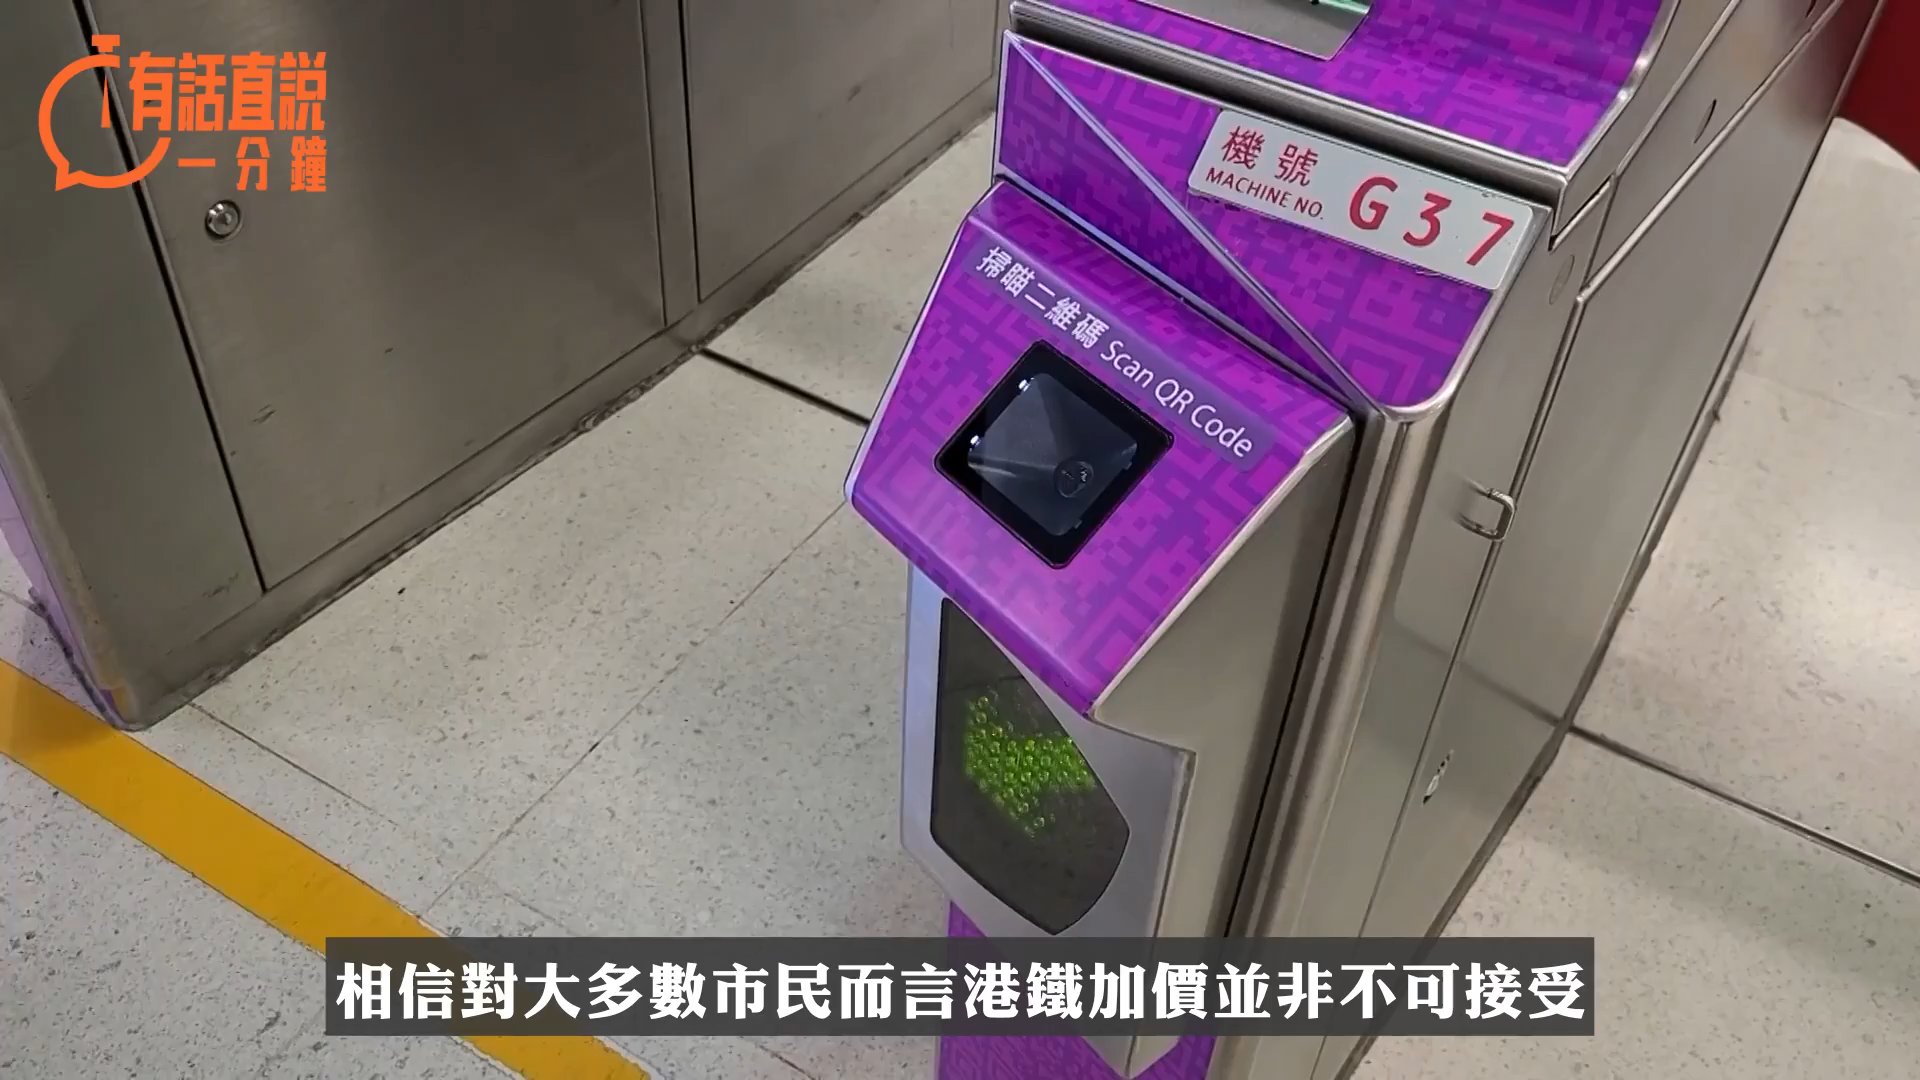 有話直説
一分鐘
機號
MACHINE NO.
G37
掃瞄二維碼 Scan QR Code
相信對大多數市民而言港鐵加價並非不可接受